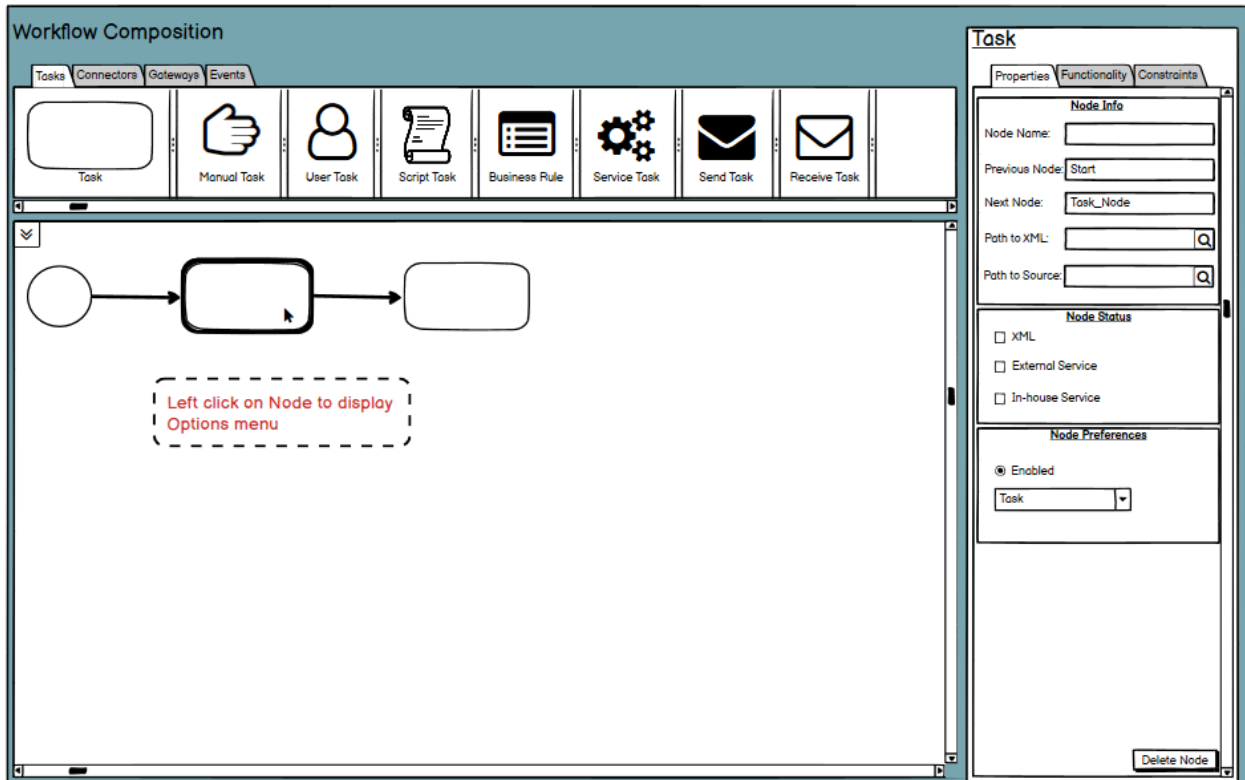 Workflow Composition
Tasks Connectors Gateways Events
Task
Manual Task
User Task
Script Task
Business Rule
Service Task
Send Task
Receive Task
Left click on Node to display
Options menu
Task
Properties Functionality Constraints
Node Info
Node Name:
Previous Node: Start
Next Node: Task_Node
Path to XML:
Path to Source:
Node Status
XML
External Service
In-house Service
Node Preferences
Enabled
Task
Delete Node